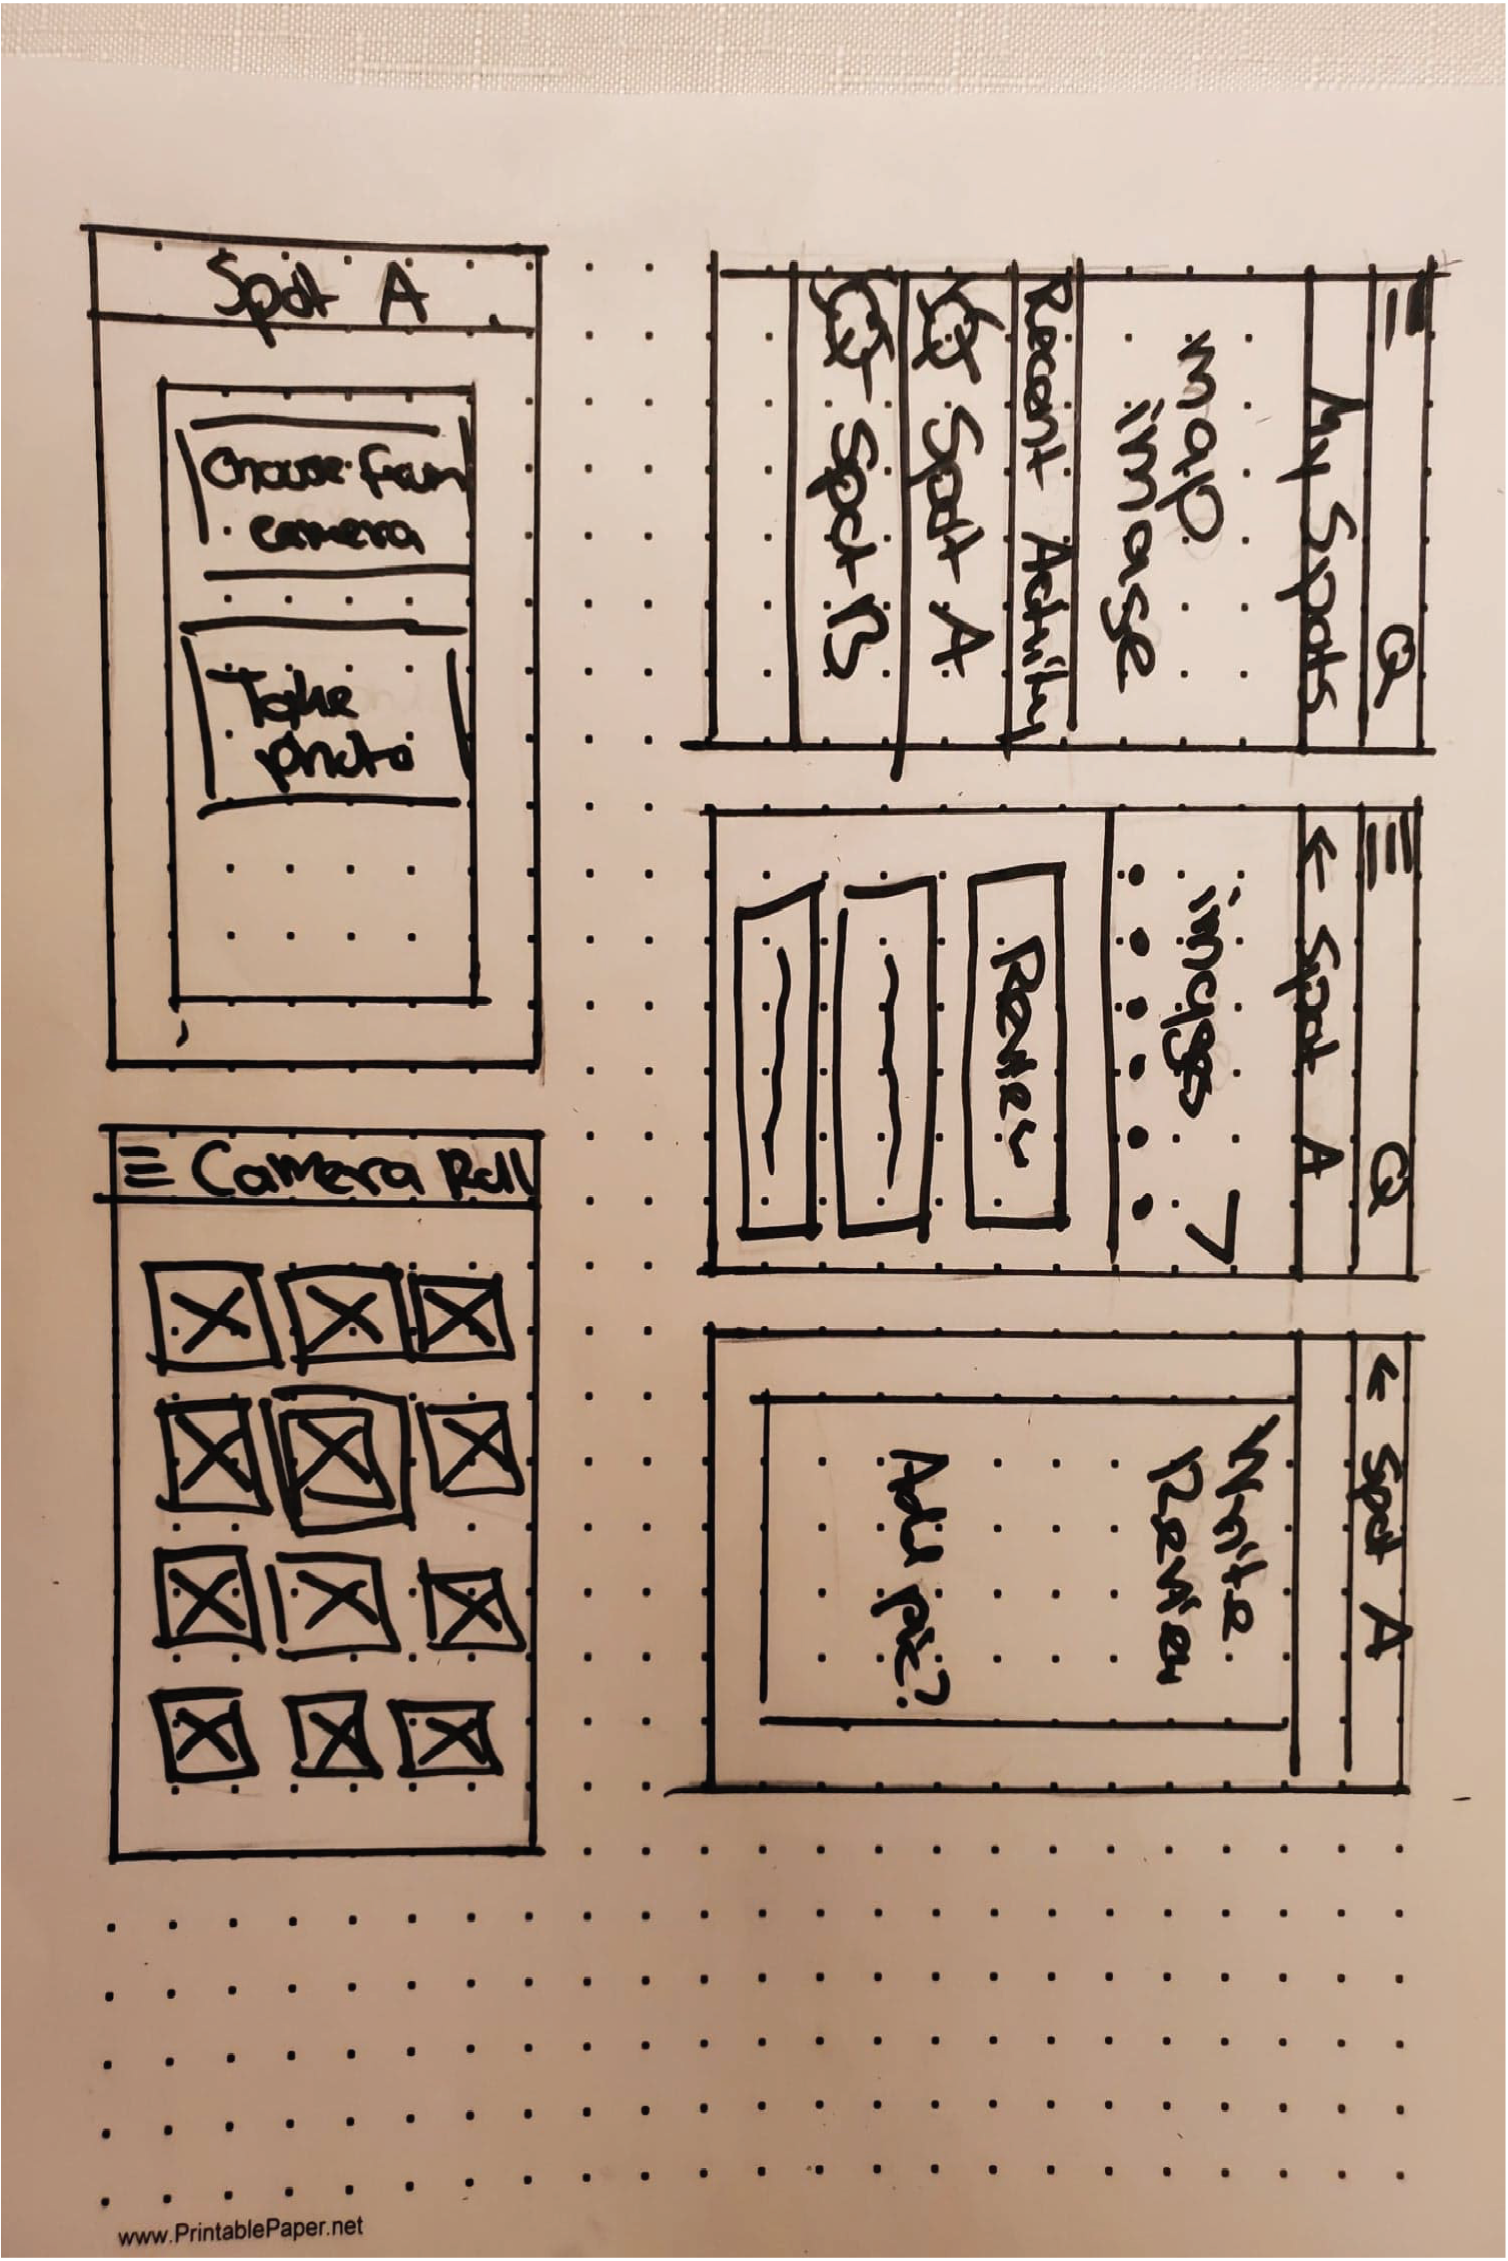 My Spots
map
image
Recent Activity
Spot A
Spot B
← Spot A
images
Review
← Spot A
Write
Review
Add pic?
Spot A
Choose from
camera
Take
photo
Camera Roll
www.PrintablePaper.net